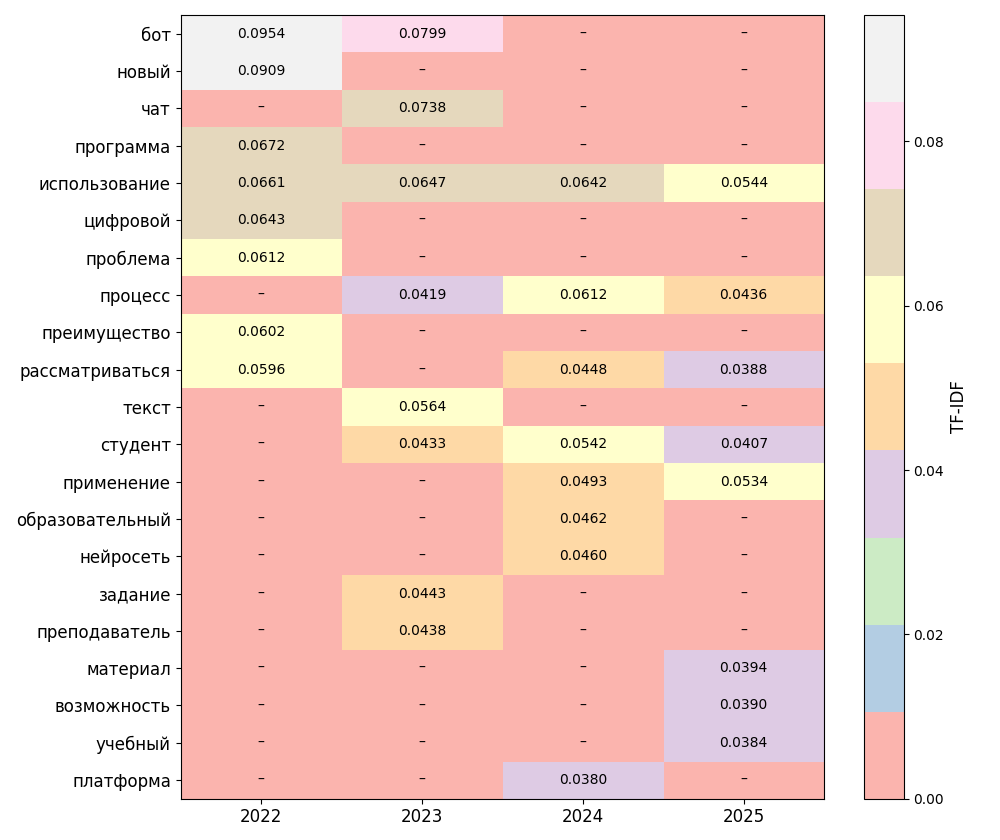 бот 0.0954 0.0799 – –
новый 0.0909 – – –
чат – 0.0738 – –
программа 0.0672 – – –
использование 0.0661 0.0647 0.0642 0.0544
цифровой 0.0643 – – –
проблема 0.0612 – – –
процесс – 0.0419 0.0612 0.0436
преимущество 0.0602 – – –
рассматриваться 0.0596 – 0.0448 0.0388
текст – 0.0564 – –
студент – 0.0433 0.0542 0.0407
применение – – 0.0493 0.0534
образовательный – – 0.0462 –
нейросеть – – 0.0460 –
задание – 0.0443 – –
преподаватель – 0.0438 – –
материал – – – 0.0394
возможность – – – 0.0390
учебный – – – 0.0384
платформа – – 0.0380 –
2022 2023 2024 2025
0.08
0.06
0.04
0.02
0.00
TF-IDF